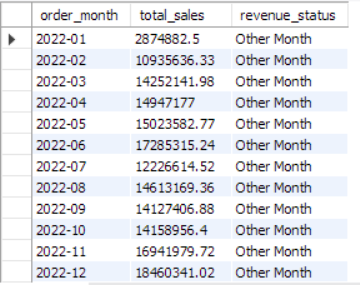 order_month total_sales revenue_status
2022-01 2874882.5 Other Month
2022-02 10935636.33 Other Month
2022-03 14252141.98 Other Month
2022-04 14947177 Other Month
2022-05 15023582.77 Other Month
2022-06 17285315.24 Other Month
2022-07 12226614.52 Other Month
2022-08 14613169.36 Other Month
2022-09 14127406.88 Other Month
2022-10 14158956.4 Other Month
2022-11 16941979.72 Other Month
2022-12 18460341.02 Other Month